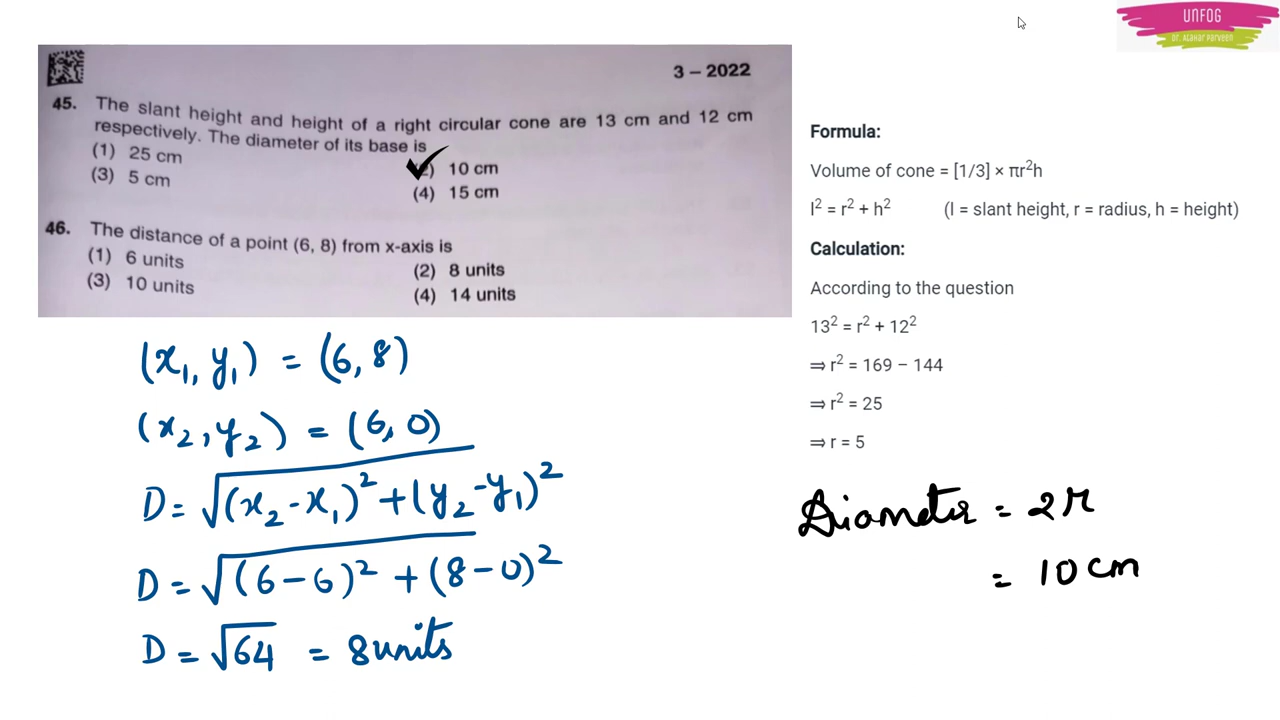 UNFOG
Dr. Atahar Parveen
3 – 2022
45. The slant height and height of a right circular cone are 13 cm and 12 cm
respectively. The diameter of its base is
(1) 25 cm
) 10 cm
(3) 5 cm
(4) 15 cm
46. The distance of a point (6, 8) from x-axis is
(1) 6 units
(2) 8 units
(3) 10 units
(4) 14 units
(x₁, y₁) = (6, 8)
(x₂, y₂) = (6, 0)
D = √(x₂ - x₁)² + (y₂ - y₁)²
D = √(6 - 6)² + (8 - 0)²
D = √64 = 8 units
Formula:
Volume of cone = [1/3] × πr²h
l² = r² + h² (l = slant height, r = radius, h = height)
Calculation:
According to the question
13² = r² + 12²
⇒ r² = 169 – 144
⇒ r² = 25
⇒ r = 5
Diameter = 2r
= 10 cm